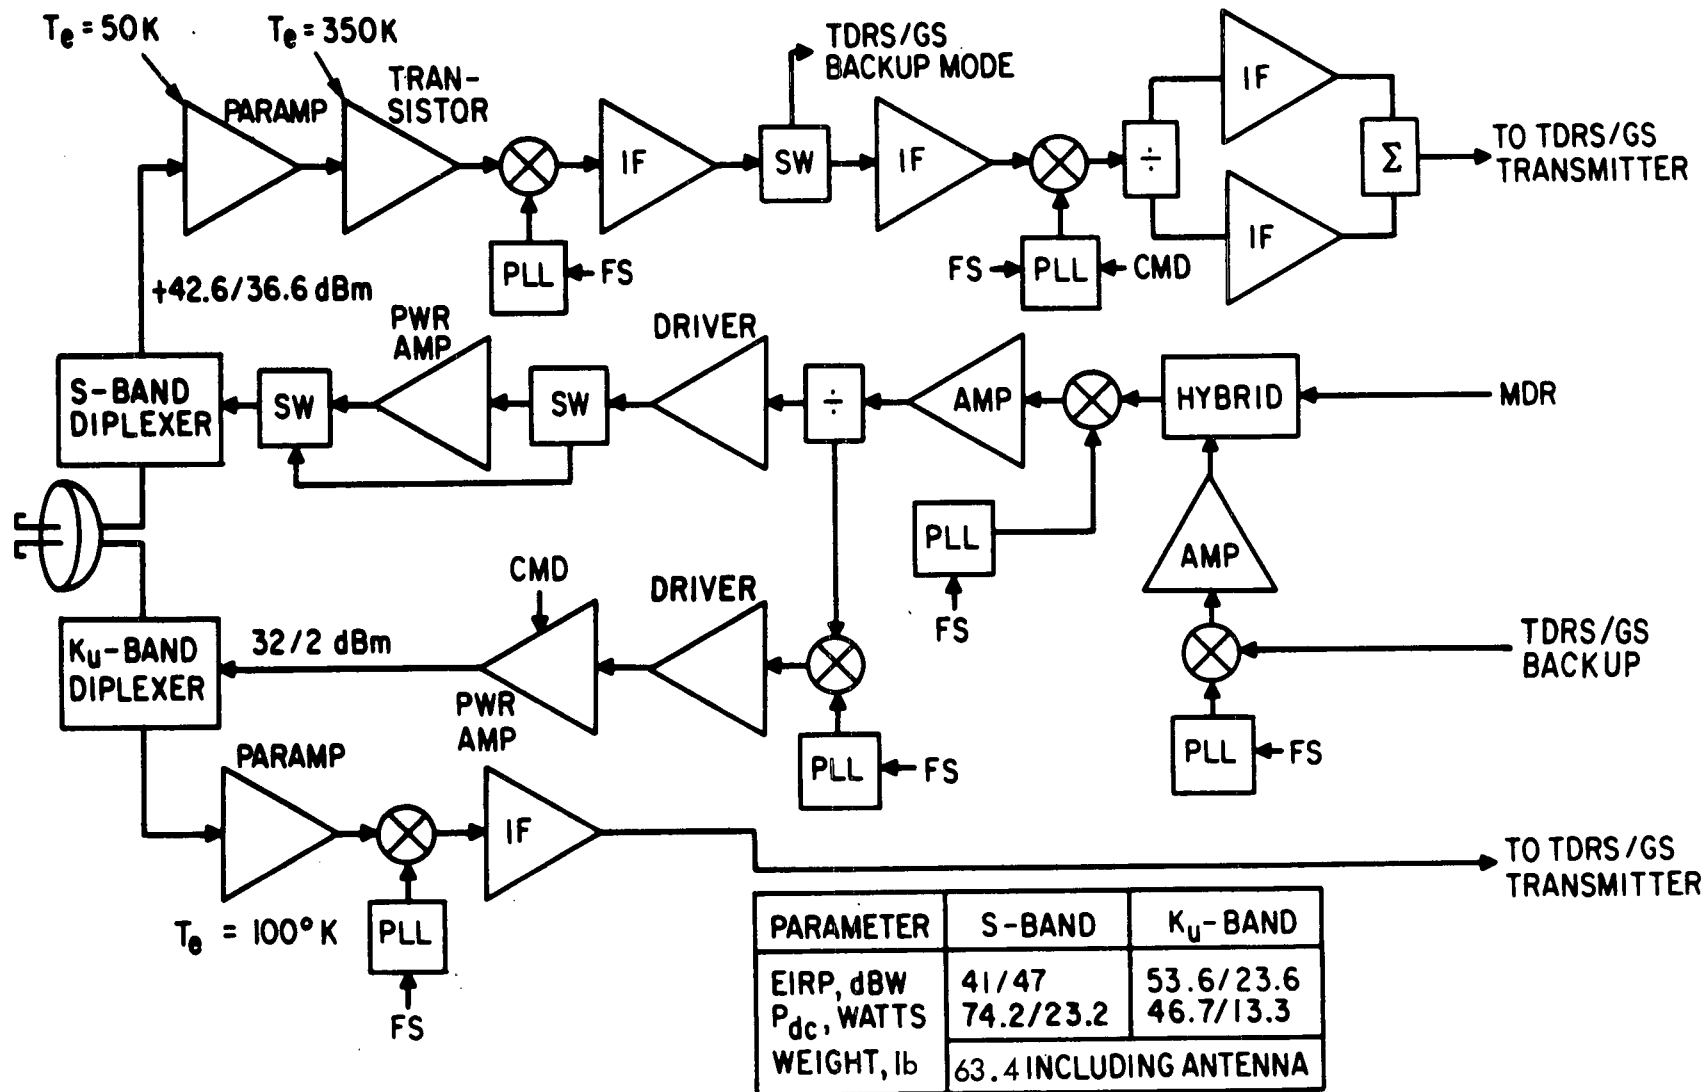 Te = 50K
Te = 350K
PARAMP
TRAN-
SISTOR
IF
TDRS/GS
BACKUP MODE
SW
IF
÷
IF
IF
Σ
TO TDRS/GS
TRANSMITTER
PLL
FS
FS
PLL
CMD
+42.6/36.6 dBm
S-BAND
DIPLEXER
SW
PWR
AMP
SW
DRIVER
÷
AMP
HYBRID
MDR
PLL
FS
AMP
TDRS/GS
BACKUP
PLL
FS
Ku-BAND
DIPLEXER
32/2 dBm
CMD
PWR
AMP
DRIVER
PLL
FS
PARAMP
IF
Te = 100° K
PLL
FS
TO TDRS/GS
TRANSMITTER
PARAMETER S-BAND Ku-BAND
EIRP, dBW 41/47 53.6/23.6
Pdc, WATTS 74.2/23.2 46.7/13.3
WEIGHT, lb 63.4 INCLUDING ANTENNA